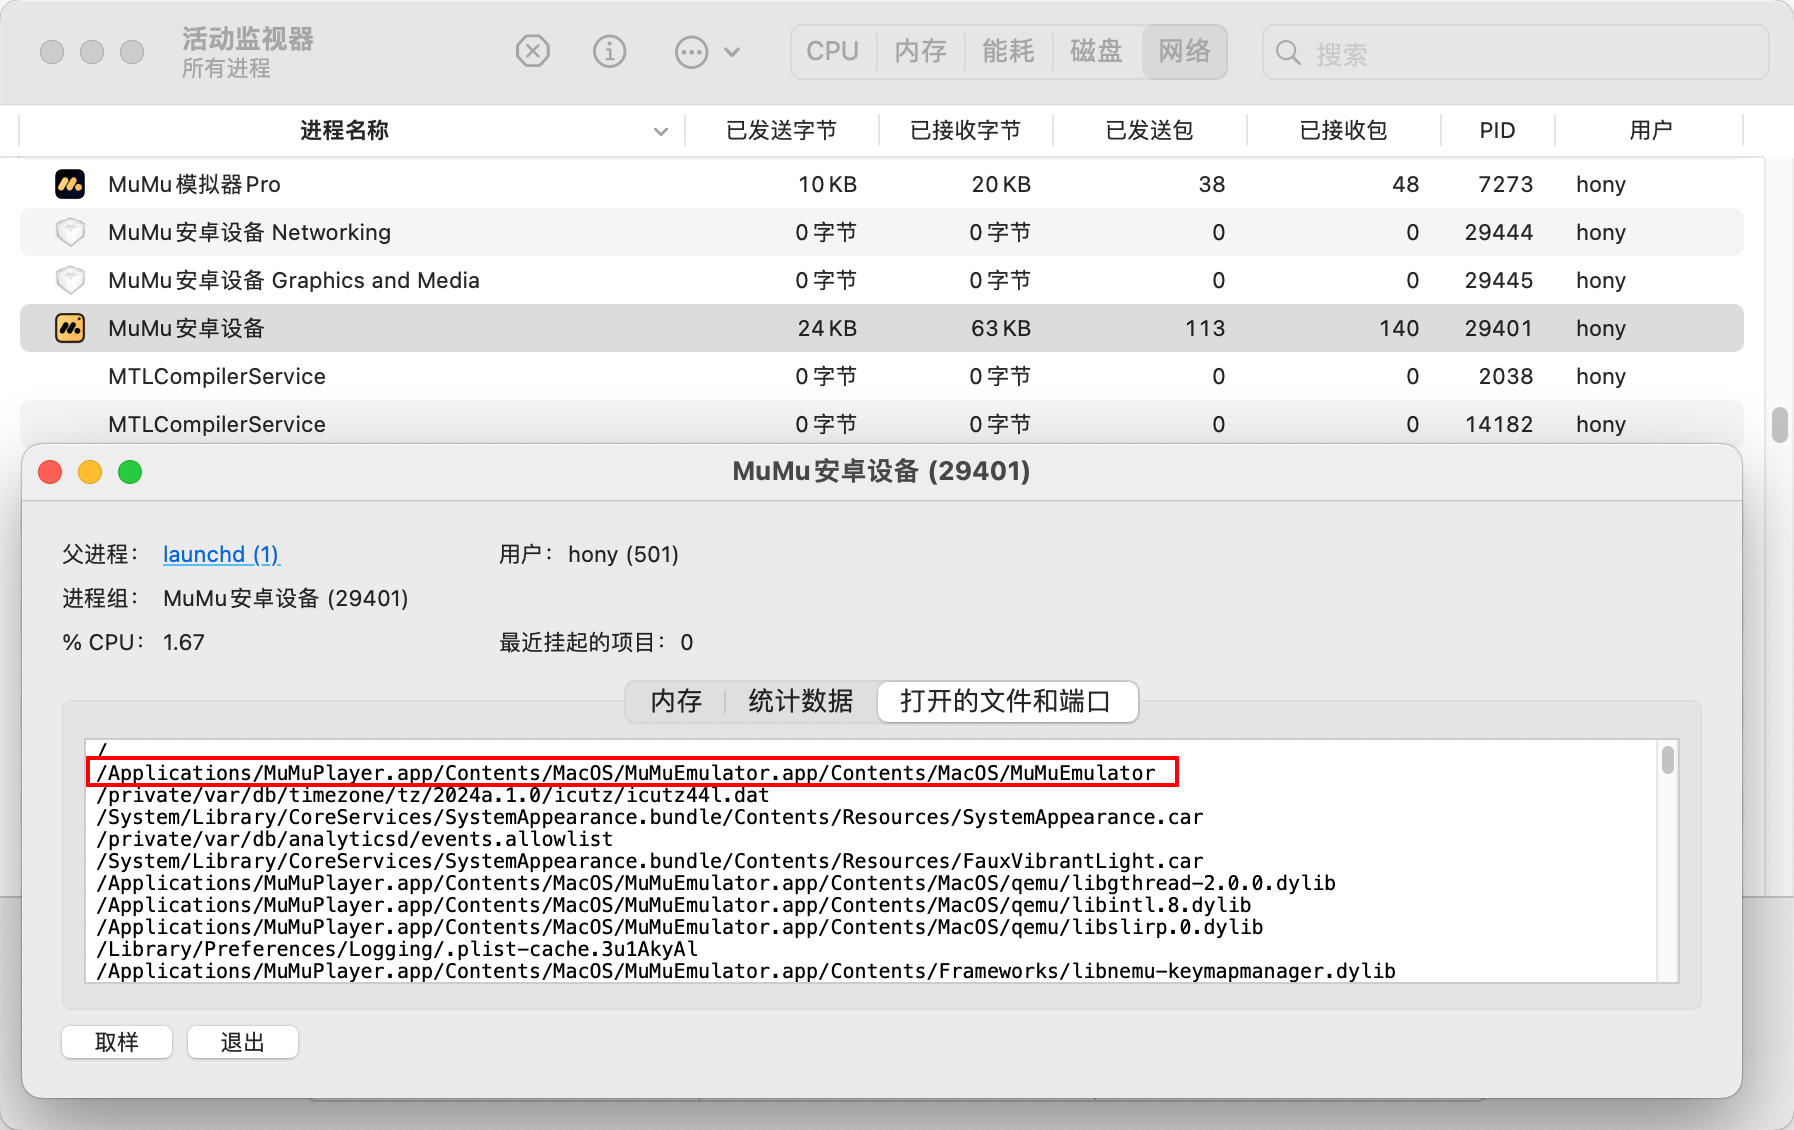 活动监视器
所有进程
CPU 内存 能耗 磁盘 网络 搜索
进程名称 已发送字节 已接收字节 已发送包 已接收包 PID 用户
MuMu模拟器Pro 10 KB 20 KB 38 48 7273 hony
MuMu安卓设备 Networking 0 字节 0 字节 0 0 29444 hony
MuMu安卓设备 Graphics and Media 0 字节 0 字节 0 0 29445 hony
MuMu安卓设备 24 KB 63 KB 113 140 29401 hony
MTLCompilerService 0 字节 0 字节 0 0 2038 hony
MTLCompilerService 0 字节 0 字节 0 0 14182 hony
MuMu安卓设备 (29401)
父进程： launchd (1) 用户： hony (501)
进程组： MuMu安卓设备 (29401)
% CPU： 1.67 最近挂起的项目： 0
内存 统计数据 打开的文件和端口
/
/Applications/MuMuPlayer.app/Contents/MacOS/MuMuEmulator.app/Contents/MacOS/MuMuEmulator
/private/var/db/timezone/tz/2024a.1.0/icutz/icutz44l.dat
/System/Library/CoreServices/SystemAppearance.bundle/Contents/Resources/SystemAppearance.car
/private/var/db/analyticsd/events.allowlist
/System/Library/CoreServices/SystemAppearance.bundle/Contents/Resources/FauxVibrantLight.car
/Applications/MuMuPlayer.app/Contents/MacOS/MuMuEmulator.app/Contents/MacOS/qemu/libgthread-2.0.0.dylib
/Applications/MuMuPlayer.app/Contents/MacOS/MuMuEmulator.app/Contents/MacOS/qemu/libintl.8.dylib
/Applications/MuMuPlayer.app/Contents/MacOS/MuMuEmulator.app/Contents/MacOS/qemu/libslirp.0.dylib
/Library/Preferences/Logging/.plist-cache.3u1AkyAl
/Applications/MuMuPlayer.app/Contents/MacOS/MuMuEmulator.app/Contents/Frameworks/libnemu-keymapmanager.dylib
取样 退出